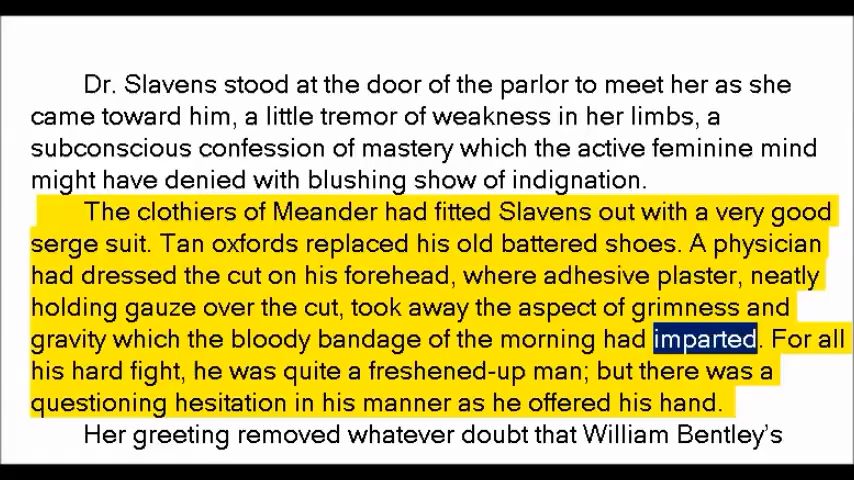 Dr. Slavens stood at the door of the parlor to meet her as she
came toward him, a little tremor of weakness in her limbs, a
subconscious confession of mastery which the active feminine mind
might have denied with blushing show of indignation.
The clothiers of Meander had fitted Slavens out with a very good
serge suit. Tan oxfords replaced his old battered shoes. A physician
had dressed the cut on his forehead, where adhesive plaster, neatly
holding gauze over the cut, took away the aspect of grimness and
gravity which the bloody bandage of the morning had imparted. For all
his hard fight, he was quite a freshened-up man; but there was a
questioning hesitation in his manner as he offered his hand.
Her greeting removed whatever doubt that William Bentley’s